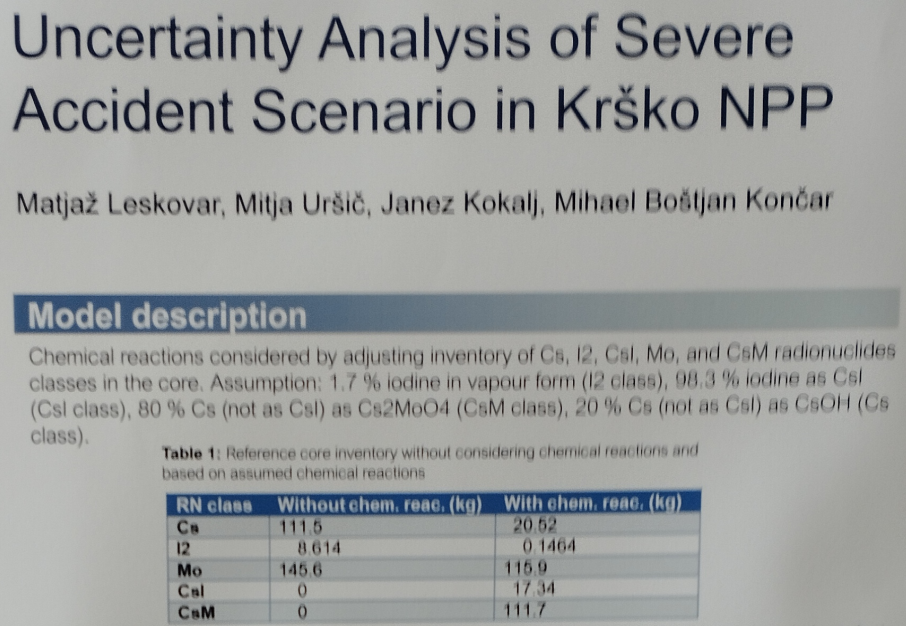 Uncertainty Analysis of Severe
Accident Scenario in Krško NPP
Matjaž Leskovar, Mitja Uršič, Janez Kokalj, Mihael Boštjan Končar
Model description
Chemical reactions considered by adjusting inventory of Cs, I2, CsI, Mo, and CsM radionuclides
classes in the core. Assumption: 1.7 % iodine in vapour form (I2 class), 98.3 % iodine as CsI
(CsI class), 80 % Cs (not as CsI) as Cs2MoO4 (CsM class), 20 % Cs (not as CsI) as CsOH (Cs
class).
Table 1: Reference core inventory without considering chemical reactions and
based on assumed chemical reactions
RN class Without chem. reac. (kg) With chem. reac. (kg)
Cs 111.5 20.52
I2 8.614 0.1464
Mo 145.6 115.9
CsI 0 17.34
CsM 0 111.7